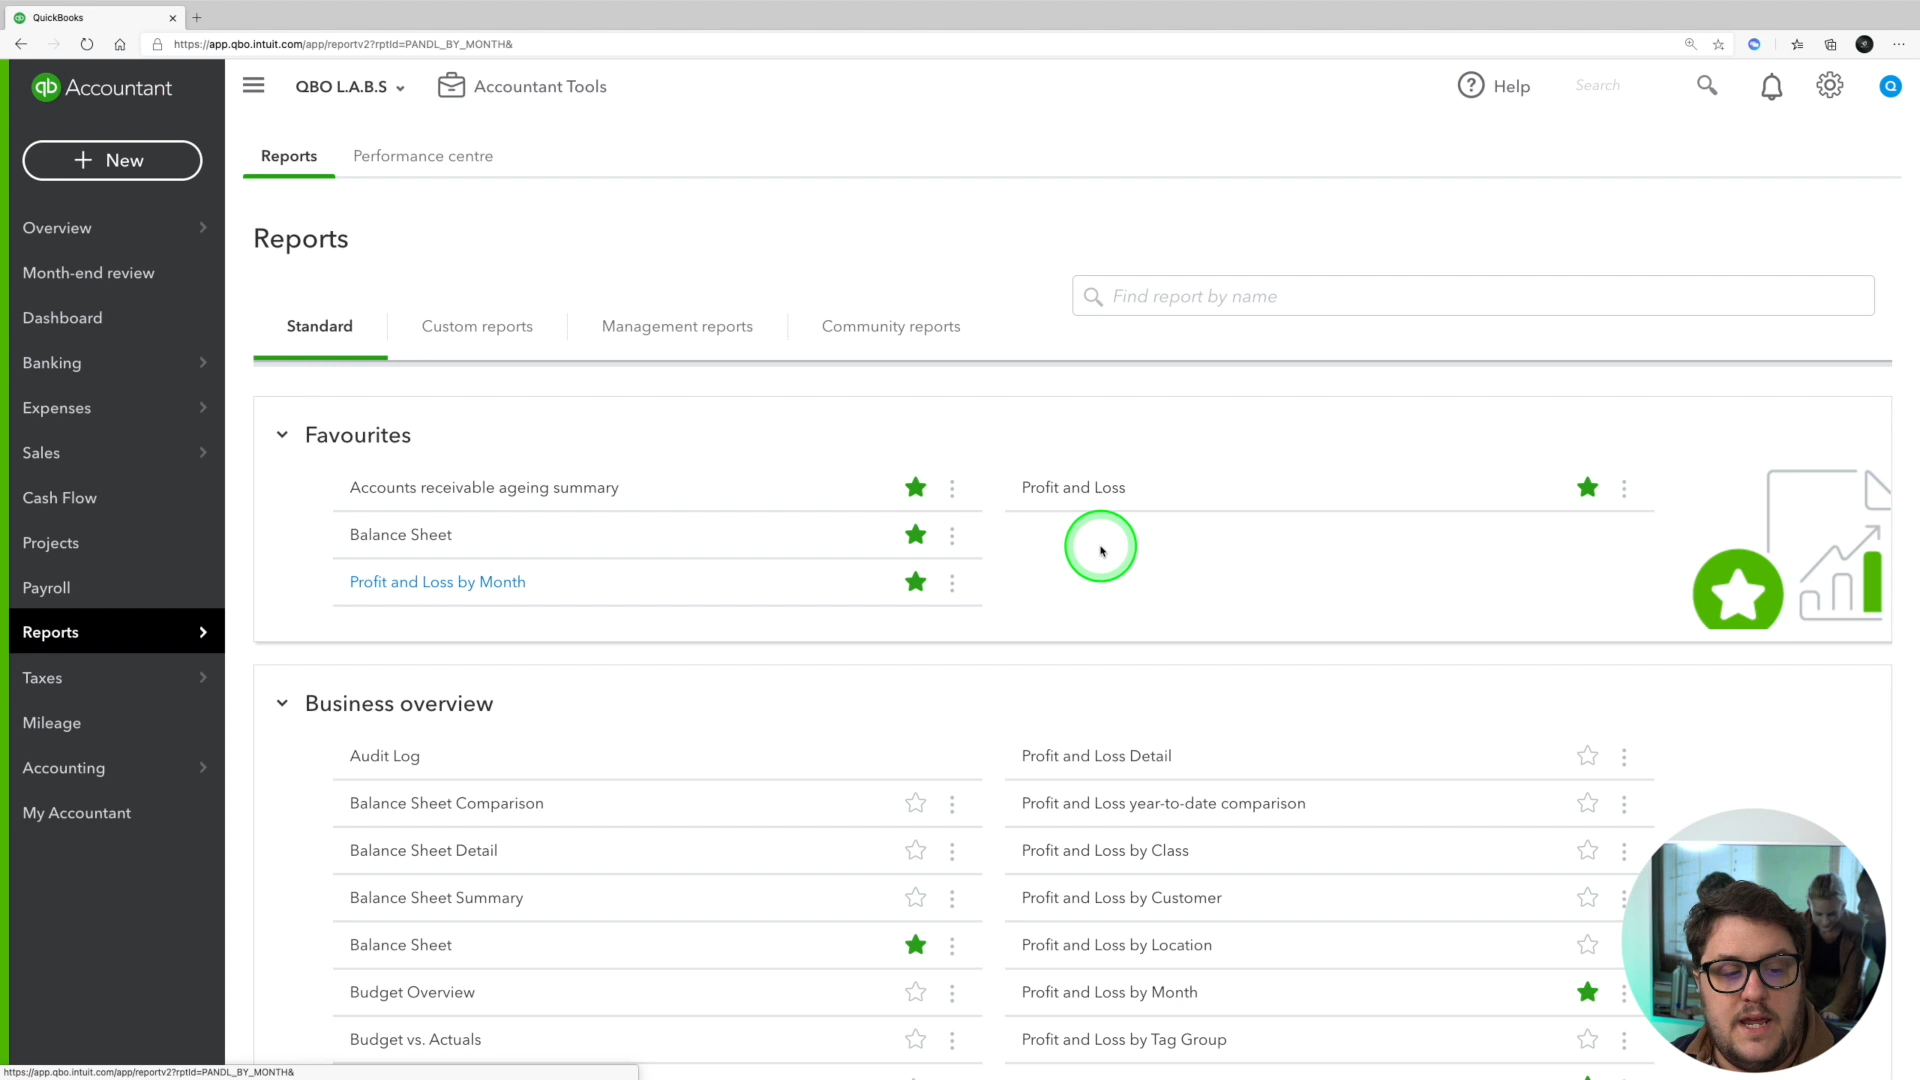 QuickBooks
https://app.qbo.intuit.com/app/reportv2?rptId=PANDL_BY_MONTH&
qb Accountant
QBO L.A.B.S
Accountant Tools
Help
Search
Q
New
Overview
Month-end review
Dashboard
Banking
Expenses
Sales
Cash Flow
Projects
Payroll
Reports
Taxes
Mileage
Accounting
My Accountant
Reports
Performance centre
Reports
Find report by name
Standard
Custom reports
Management reports
Community reports
Favourites
Accounts receivable ageing summary
Profit and Loss
Balance Sheet
Profit and Loss by Month
Business overview
Audit Log
Profit and Loss Detail
Balance Sheet Comparison
Profit and Loss year-to-date comparison
Balance Sheet Detail
Profit and Loss by Class
Balance Sheet Summary
Profit and Loss by Customer
Balance Sheet
Profit and Loss by Location
Budget Overview
Profit and Loss by Month
Budget vs. Actuals
Profit and Loss by Tag Group
https://app.qbo.intuit.com/app/reportv2?rptId=PANDL_BY_MONTH&